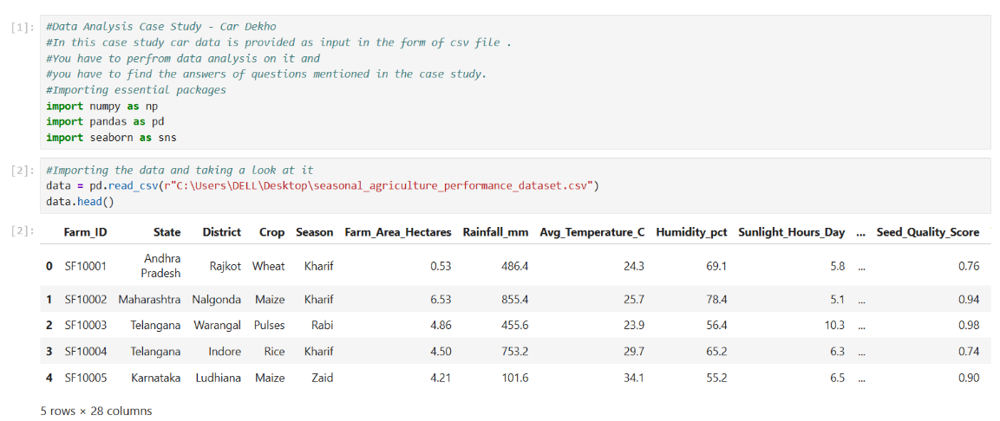 [1]: #Data Analysis Case Study - Car Dekho
#In this case study car data is provided as input in the form of csv file .
#You have to perfrom data analysis on it and
#you have to find the answers of questions mentioned in the case study.
#Importing essential packages
import numpy as np
import pandas as pd
import seaborn as sns
[2]: #Importing the data and taking a look at it
data = pd.read_csv(r"C:\Users\DELL\Desktop\seasonal_agriculture_performance_dataset.csv")
data.head()
[2]: Farm_ID State District Crop Season Farm_Area_Hectares Rainfall_mm Avg_Temperature_C Humidity_pct Sunlight_Hours_Day ... Seed_Quality_Score
0 SF10001 Andhra Pradesh Rajkot Wheat Kharif 0.53 486.4 24.3 69.1 5.8 ... 0.76
1 SF10002 Maharashtra Nalgonda Maize Kharif 6.53 855.4 25.7 78.4 5.1 ... 0.94
2 SF10003 Telangana Warangal Pulses Rabi 4.86 455.6 23.9 56.4 10.3 ... 0.98
3 SF10004 Telangana Indore Rice Kharif 4.50 753.2 29.7 65.2 6.3 ... 0.74
4 SF10005 Karnataka Ludhiana Maize Zaid 4.21 101.6 34.1 55.2 6.5 ... 0.90
5 rows × 28 columns